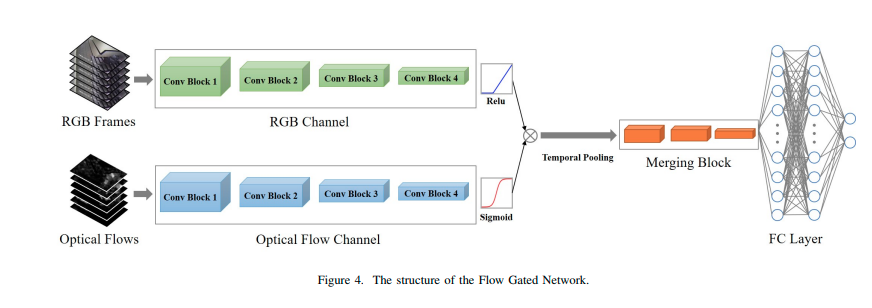 Conv Block 1
Conv Block 2
Conv Block 3
Conv Block 4
Relu
RGB Frames
RGB Channel
Temporal Pooling
Merging Block
Conv Block 1
Conv Block 2
Conv Block 3
Conv Block 4
Sigmoid
Optical Flows
Optical Flow Channel
FC Layer
Figure 4. The structure of the Flow Gated Network.